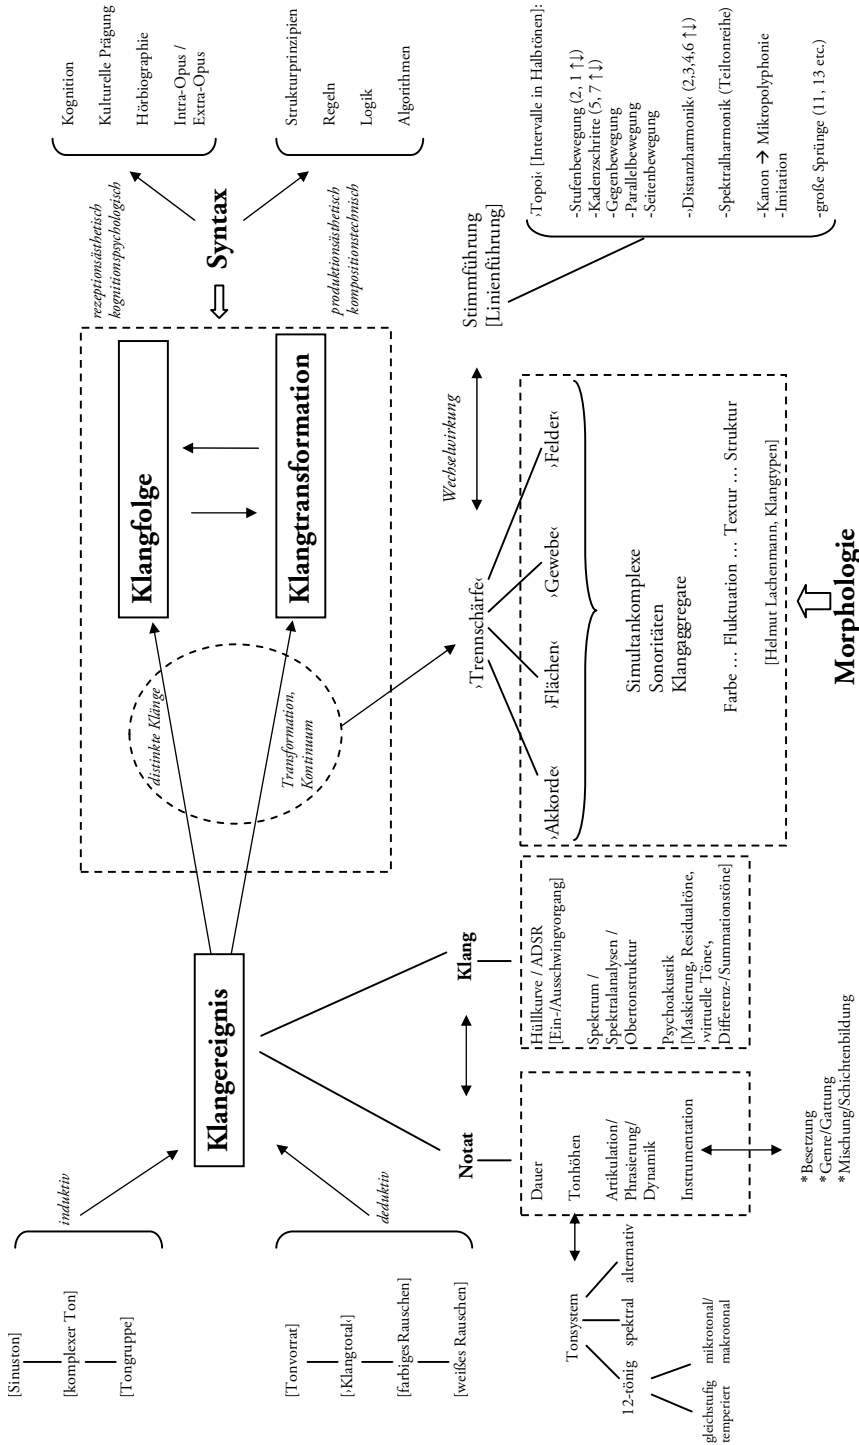 [Sinuston]
[komplexer Ton]
[Tongruppe]
induktiv
[Tonvorrat]
[›Klangtotal‹]
[farbiges Rauschen]
[weißes Rauschen]
deduktiv
Klangereignis
distinkte Klänge
Transformation,
Kontinuum
Klangfolge
Klangtransformation
rezeptionsästhetisch
kognitionspsychologisch
Syntax
produktionsästhetisch
kompositionstechnisch
Kognition
Kulturelle Prägung
Hörbiographie
Intra-Opus /
Extra-Opus
Strukturprinzipien
Regeln
Logik
Algorithmen
Notat
Klang
Tonsystem
12-tönig
spektral
alternativ
gleichstufig
temperiert
mikrotonal/
makrotonal
Dauer
Tonhöhen
Artikulation/
Phrasierung/
Dynamik
Instrumentation
*Besetzung
*Genre/Gattung
*Mischung/Schichtenbildung
Hüllkurve / ADSR
[Ein-/Ausschwingvorgang]
Spektrum /
Spektralanalysen /
Obertonstruktur
Psychoakustik
[Maskierung, Residualtöne,
›virtuelle Töne‹,
Differenz-/Summationstöne]
›Trennschärfe‹
›Akkorde‹
›Flächen‹
›Gewebe‹
›Felder‹
Simultankomplexe
Sonoritäten
Klangaggregate
Farbe … Fluktuation … Textur … Struktur
[Helmut Lachenmann, Klangtypen]
Morphologie
Wechselwirkung
Stimmführung
[Linienführung]
›Topoi‹ [Intervalle in Halbtönen]:
-Stufenbewegung (2, 1 ↑↓)
-Kadenzschritte (5, 7 ↑↓)
-Gegenbewegung
-Parallelbewegung
-Seitenbewegung
-›Distanzharmonik‹ (2,3,4,6 ↑↓)
-Spektralharmonik (Teiltonreihe)
-Kanon → Mikropolyphonie
-Imitation
-große Sprünge (11, 13 etc.)